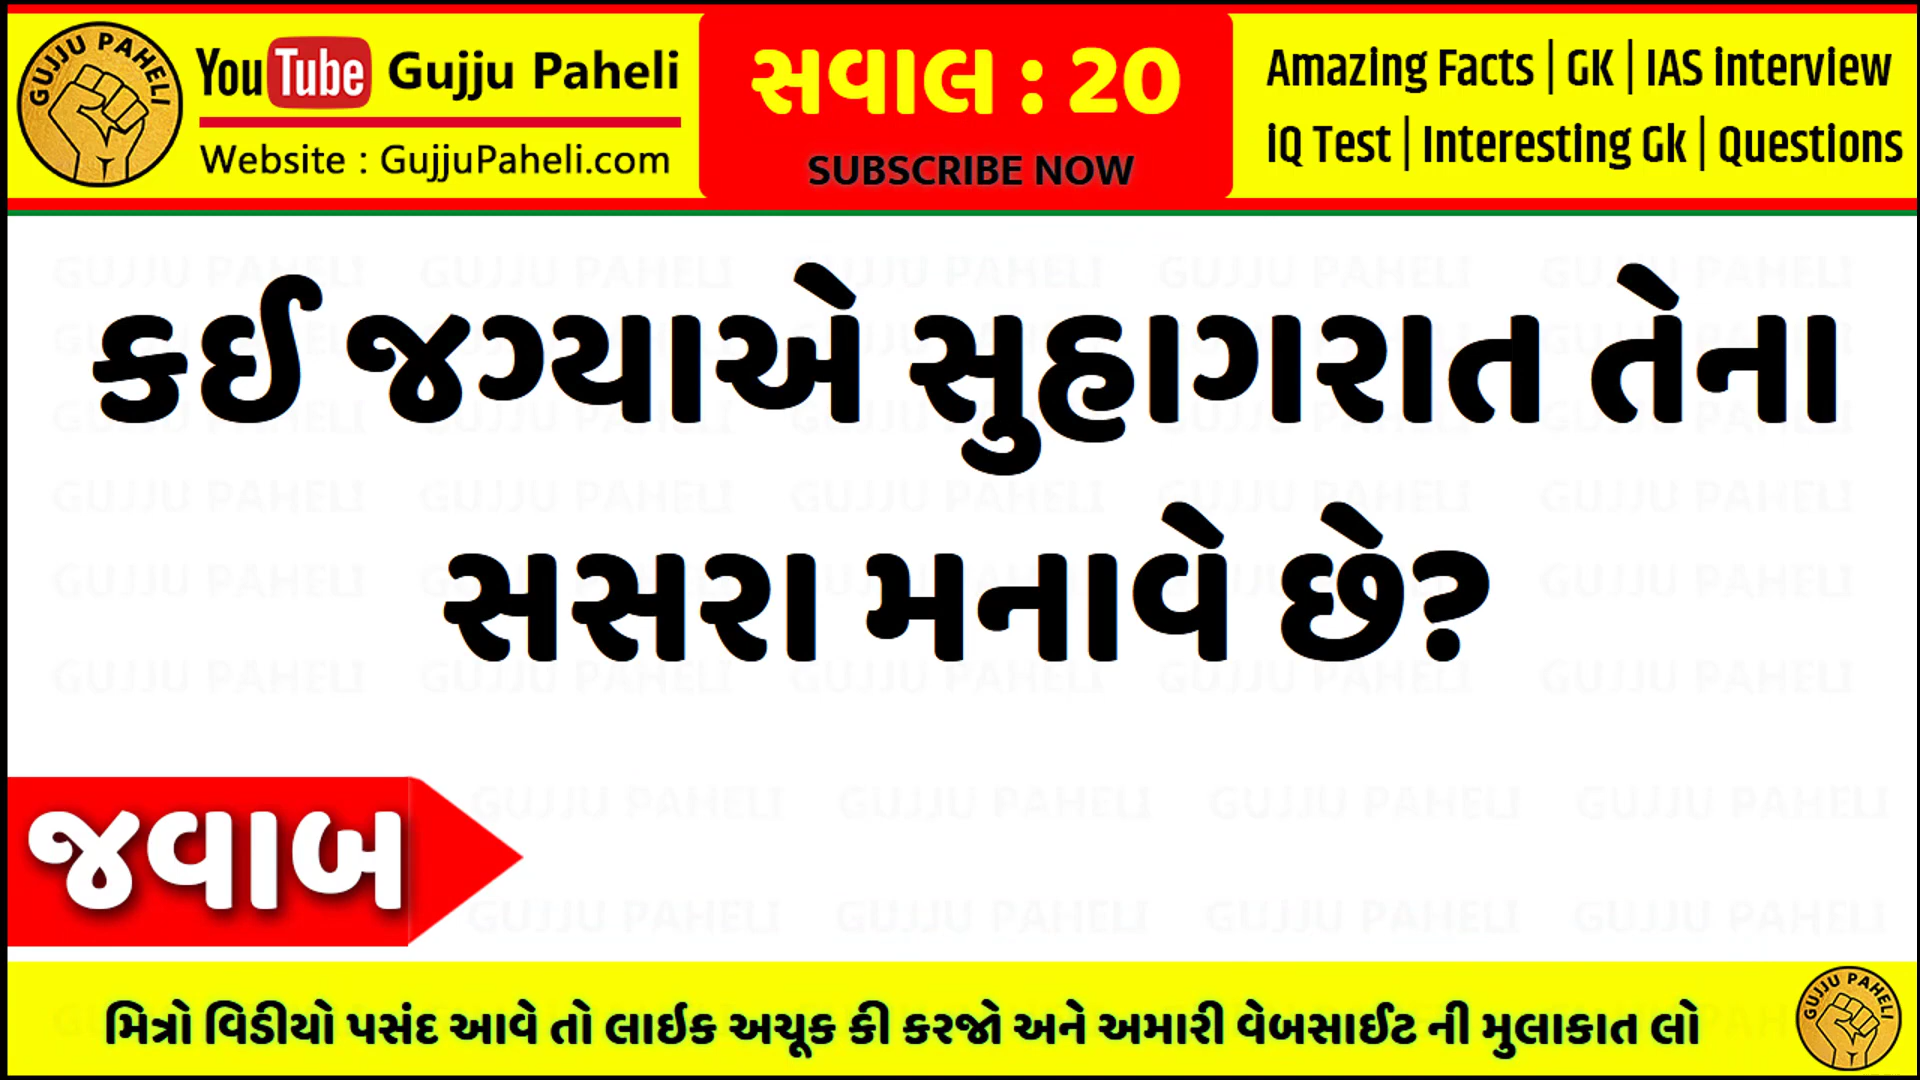 GUJJU PAHELI
YouTube Gujju Paheli
Website : GujjuPaheli.com
સવાલ : 20
SUBSCRIBE NOW
Amazing Facts | GK | IAS interview
iQ Test | Interesting Gk | Questions
કઈ જગ્યાએ સુહાગરાત તેના
સસરા મનાવે છે?
જવાબ
મિત્રો વિડીયો પસંદ આવે તો લાઈક અચૂક કી કરજો અને અમારી વેબસાઈટ ની મુલાકાત લો
GUJJU PAHELI